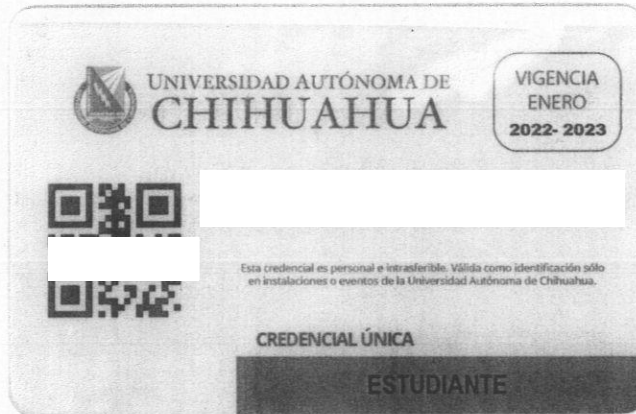 UNIVERSIDAD AUTÓNOMA DE
CHIHUAHUA
VIGENCIA
ENERO
2022- 2023
Esta credencial es personal e intrasferible. Válida como identificación sólo
en instalaciones o eventos de la Universidad Autónoma de Chihuahua.
CREDENCIAL ÚNICA
ESTUDIANTE